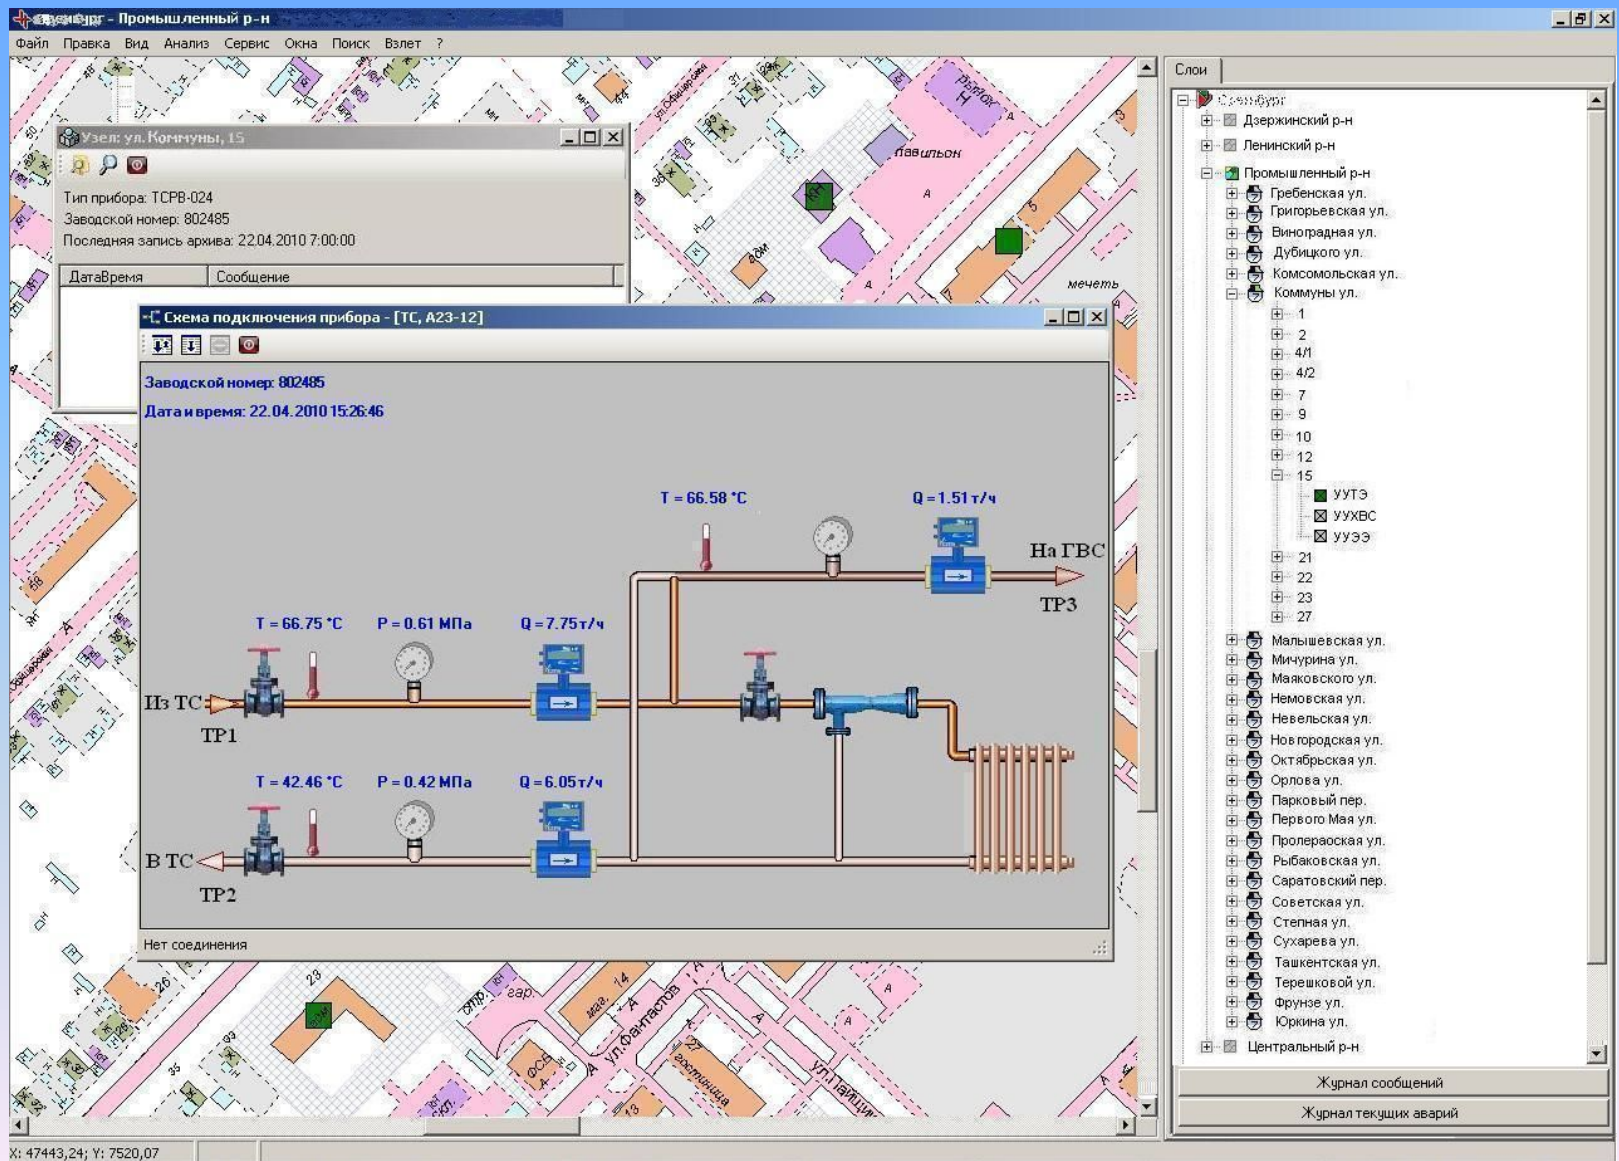 - Промышленный р-н
Файл Правка Вид Анализ Сервис Окна Поиск Взлет ?
Узел: ул. Коммуны, 15
Тип прибора: ТСРВ-024
Заводской номер: 802485
Последняя запись архива: 22.04.2010 7:00:00
ДатаВремя Сообщение
Схема подключения прибора - [ТС, А23-12]
Заводской номер: 802485
Дата и время: 22.04.2010 15:26:46
T = 66.58 °C Q = 1.51 т/ч
На ГВС
ТР3
T = 66.75 °C P = 0.61 МПа Q = 7.75 т/ч
Из ТС
ТР1
T = 42.46 °C P = 0.42 МПа Q = 6.05 т/ч
В ТС
ТР2
Нет соединения
павильон
мечеть
ул.Фантастов
гостиница
ФСБ
маг. 14
гар.
Слои
Дзержинский р-н
Ленинский р-н
Промышленный р-н
Гребенская ул.
Григорьевская ул.
Виноградная ул.
Дубицкого ул.
Комсомольская ул.
Коммуны ул.
1
2
4/1
4/2
7
9
10
12
15
УУТЭ
УУХВС
УУЭЭ
21
22
23
27
Малышевская ул.
Мичурина ул.
Маяковского ул.
Немовская ул.
Невельская ул.
Новгородская ул.
Октябрьская ул.
Орлова ул.
Парковый пер.
Первого Мая ул.
Пролераоская ул.
Рыбаковская ул.
Саратовский пер.
Советская ул.
Степная ул.
Сухарева ул.
Ташкентская ул.
Терешковой ул.
Фрунзе ул.
Юркина ул.
Центральный р-н
Журнал сообщений
Журнал текущих аварий
X: 47443,24; Y: 7520,07